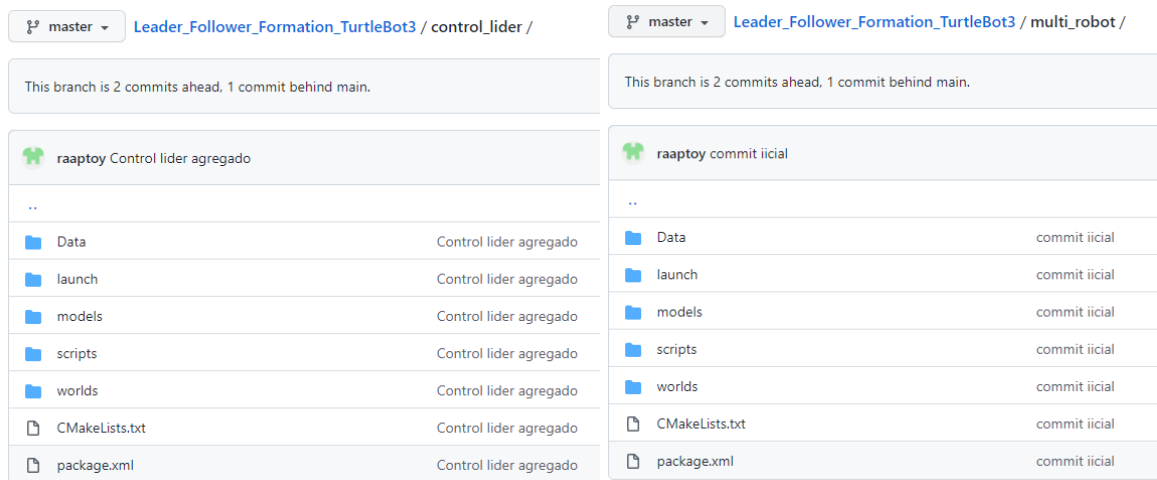 master Leader_Follower_Formation_TurtleBot3 / control_lider /
This branch is 2 commits ahead, 1 commit behind main.
raaptoy Control lider agregado
..
Data Control lider agregado
launch Control lider agregado
models Control lider agregado
scripts Control lider agregado
worlds Control lider agregado
CMakeLists.txt Control lider agregado
package.xml Control lider agregado
master Leader_Follower_Formation_TurtleBot3 / multi_robot /
This branch is 2 commits ahead, 1 commit behind main.
raaptoy commit iicial
..
Data commit iicial
launch commit iicial
models commit iicial
scripts commit iicial
worlds commit iicial
CMakeLists.txt commit iicial
package.xml commit iicial